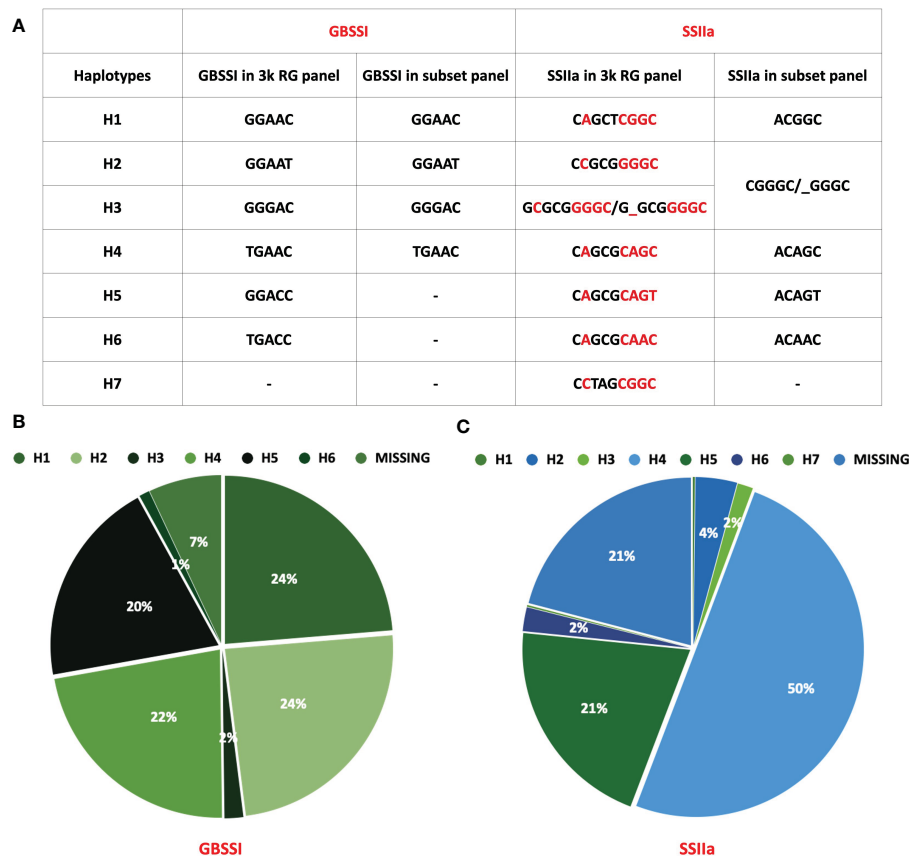 A
GBSSI SSIIa
Haplotypes GBSSI in 3k RG panel GBSSI in subset panel SSIIa in 3k RG panel SSIIa in subset panel
H1 GGAAC GGAAC CAGCTCGGC ACGGC
H2 GGAAT GGAAT CCGCGGGGC CGGGC/_GGGC
H3 GGGAC GGGAC GCGCGGGGC/G_GCGGGGC
H4 TGAAC TGAAC CAGCGCAGC ACAGC
H5 GGACC - CAGCGCAGT ACAGT
H6 TGACC - CAGCGCAAC ACAAC
H7 - - CCTAGCGGC -
B
H1 H2 H3 H4 H5 H6 MISSING
7%
24%
1%
20%
24%
22%
2%
GBSSI
C
H1 H2 H3 H4 H5 H6 H7 MISSING
4%
2%
21%
2%
50%
21%
SSIIa